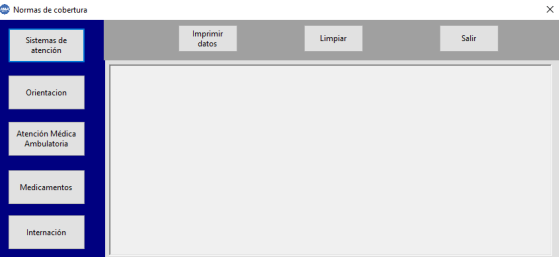 Normas de cobertura
Sistemas de
atención
Imprimir
datos
Limpiar
Salir
Orientacion
Atención Médica
Ambulatoria
Medicamentos
Internación